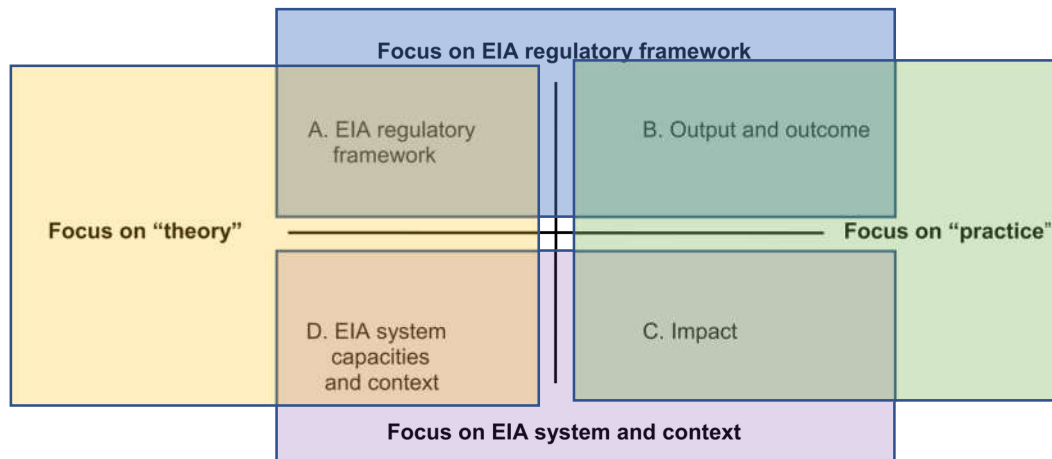 Focus on EIA regulatory framework
A. EIA regulatory
framework
B. Output and outcome
Focus on “theory”
Focus on “practice”
D. EIA system
capacities
and context
C. Impact
Focus on EIA system and context